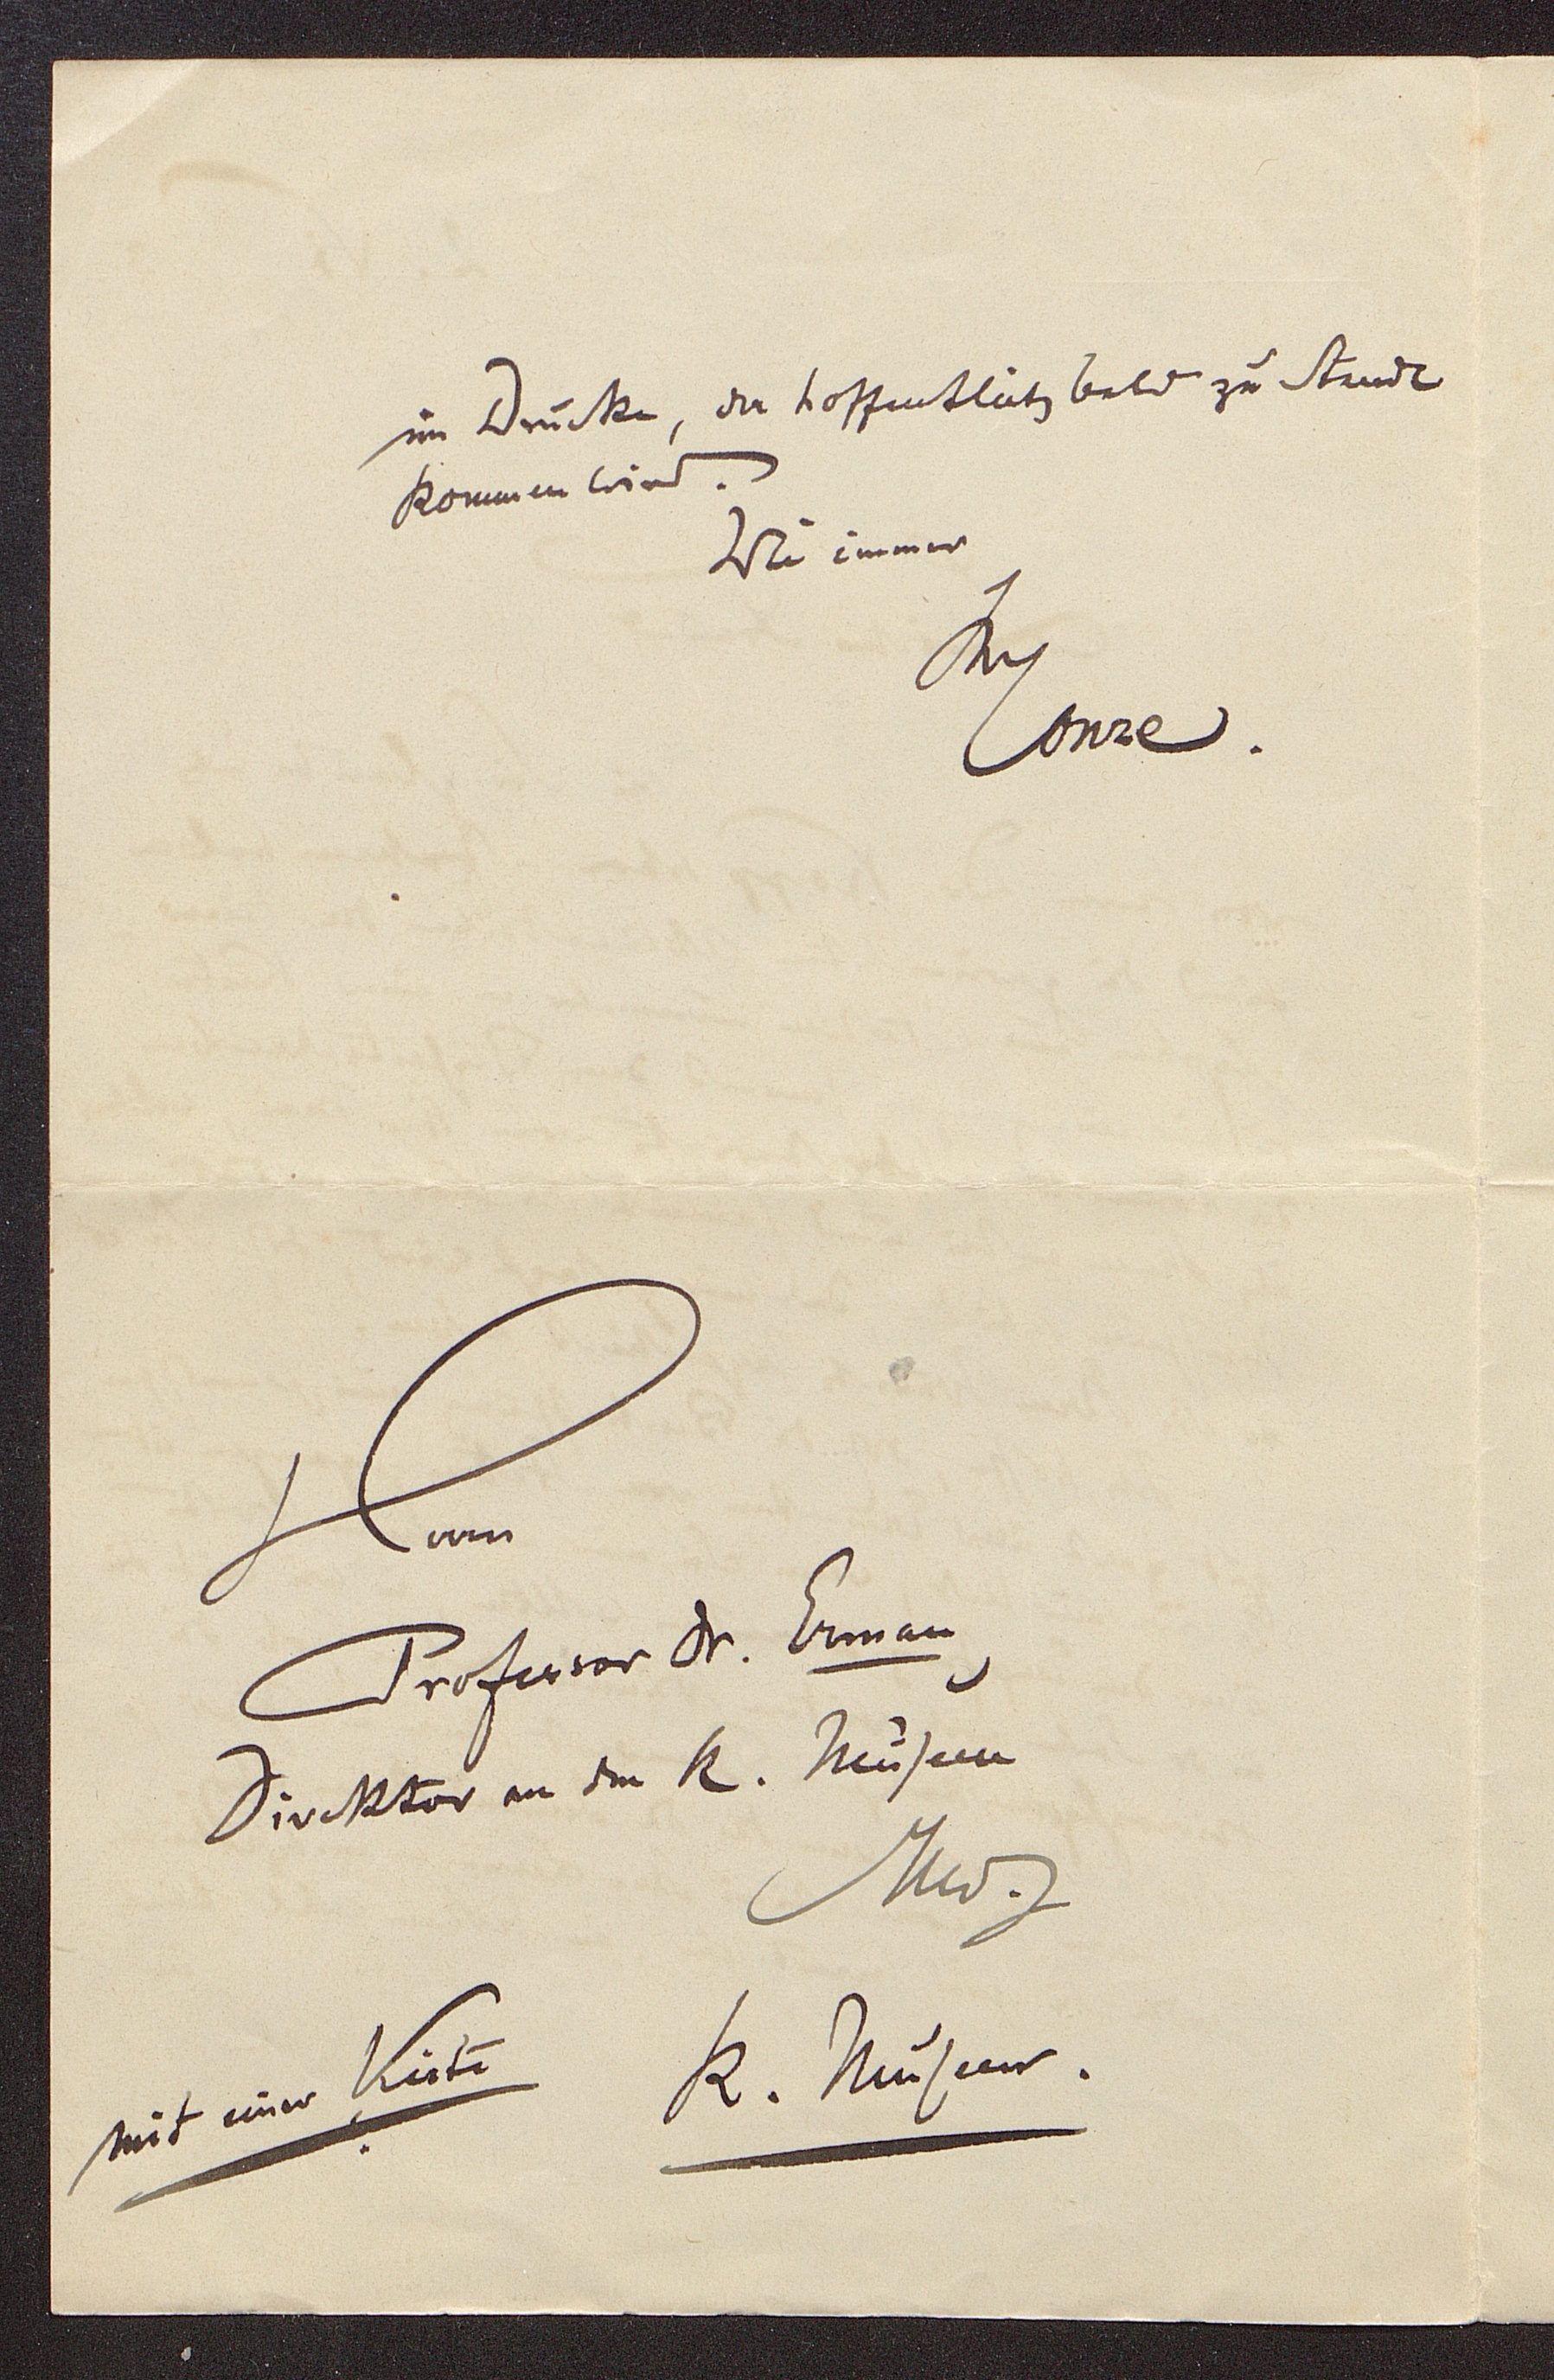 im Drucke, der hoffentlich bald zu Stande
kommen wird.
Wie immer
Ihr
Conze.
Herrn
Professor Dr. Erman,
Direktor an den K. Museen
K. Museen.
mit einer Kiste